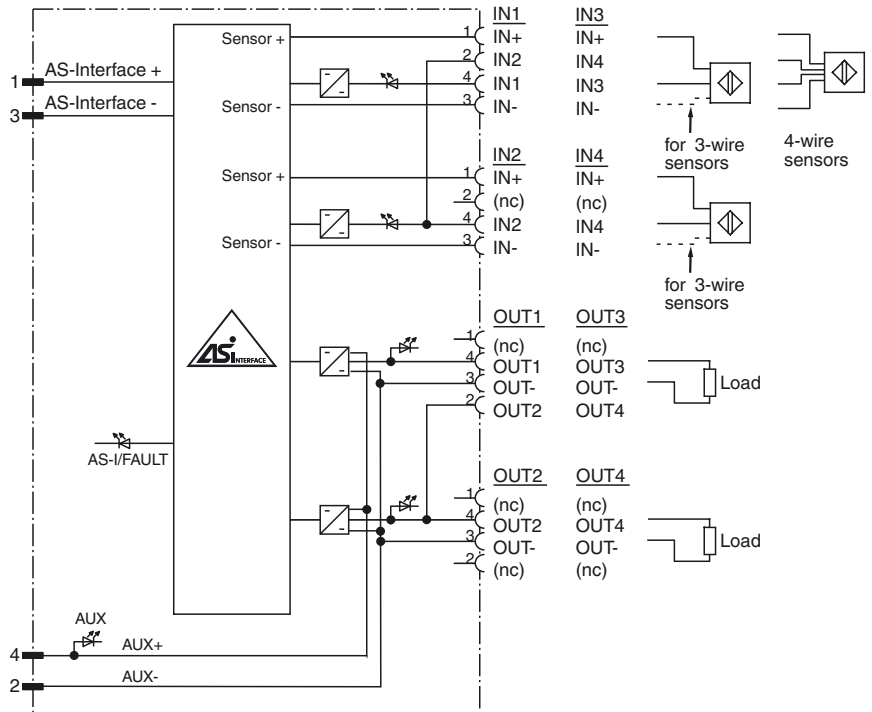 IN1 IN3
Sensor + 1 IN+ IN+
2 IN2 IN4
1 AS-Interface + 4 IN1 IN3
Sensor - 3 IN- IN-
3 AS-Interface -
for 3-wire
sensors
4-wire
sensors
IN2 IN4
Sensor + 1 IN+ IN+
2 (nc) (nc)
4 IN2 IN4
Sensor - 3 IN- IN-
for 3-wire
sensors
OUT1 OUT3
1 (nc) (nc)
ASi INTERFACE
4 OUT1 OUT3
3 OUT- OUT- Load
2 OUT2 OUT4
AS-I/FAULT
OUT2 OUT4
1 (nc) (nc)
4 OUT2 OUT4
3 OUT- OUT- Load
2 (nc) (nc)
AUX
4 AUX+
2 AUX-